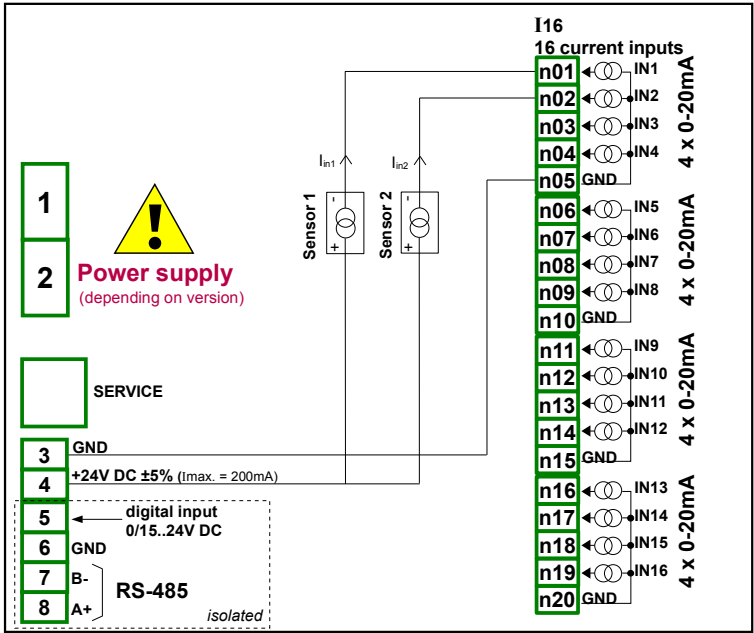 I16
16 current inputs
n01 IN1
n02 IN2
n03 IN3
n04 IN4
n05 GND
4 x 0-20mA
n06 IN5
n07 IN6
n08 IN7
n09 IN8
n10 GND
4 x 0-20mA
n11 IN9
n12 IN10
n13 IN11
n14 IN12
n15 GND
4 x 0-20mA
n16 IN13
n17 IN14
n18 IN15
n19 IN16
n20 GND
4 x 0-20mA
Iin1
Iin2
Sensor 1
-
+
Sensor 2
-
+
1
2
!
Power supply
(depending on version)
SERVICE
3 GND
4 +24V DC ±5% (Imax. = 200mA)
5 digital input
0/15..24V DC
6 GND
7 B-
8 A+
RS-485
isolated